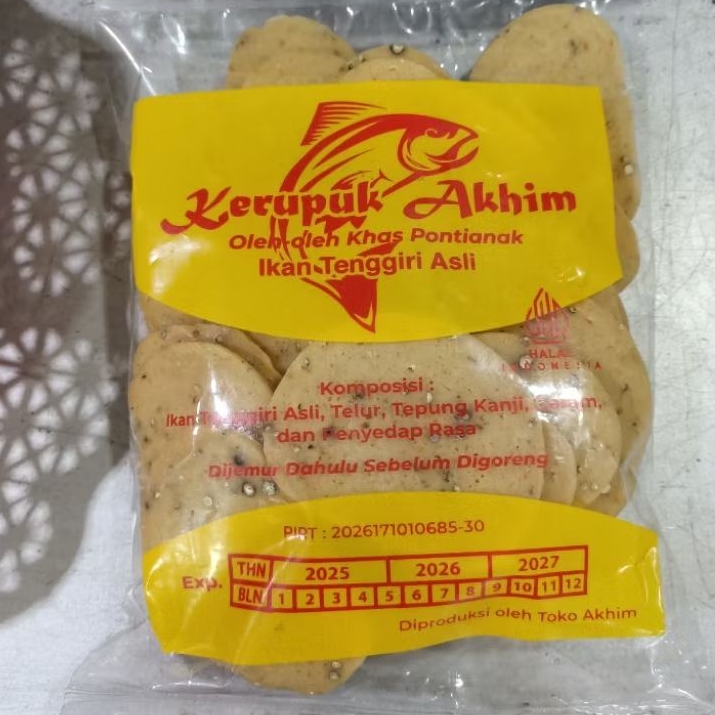 Kerupuk Akhim
Oleh-oleh Khas Pontianak
Ikan Tenggiri Asli
HALAL
INDONESIA
Komposisi :
Ikan Tenggiri Asli, Telur, Tepung Kanji, Garam,
dan Penyedap Rasa
Dijemur Dahulu Sebelum Digoreng
PIRT : 2026171010685-30
Exp. THN 2025 2026 2027
BLN 1 2 3 4 5 6 7 8 9 10 11 12
Diproduksi oleh Toko Akhim